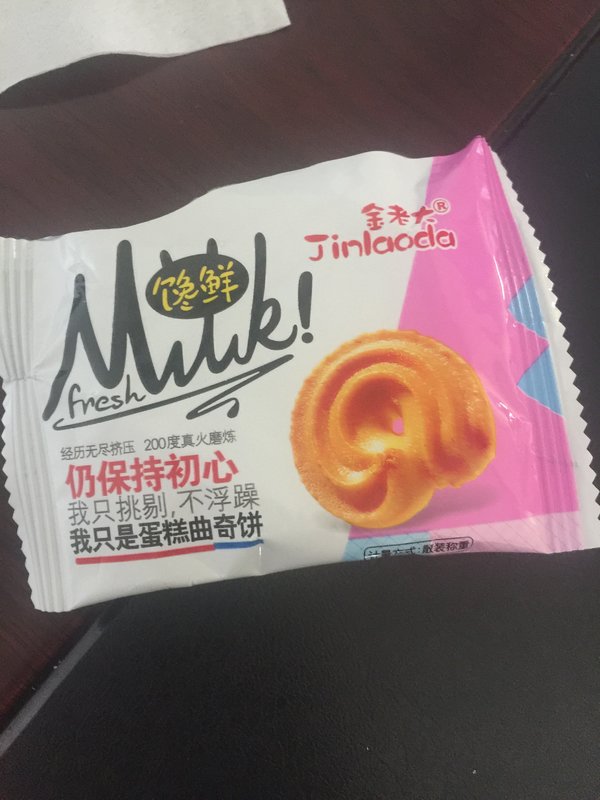 金老大®
Jinlaoda
馋鲜
Milk!
fresh
经历无尽挤压 200度真火磨炼
仍保持初心
我只挑剔,不浮躁
我只是蛋糕曲奇饼
计量方式:散装称重